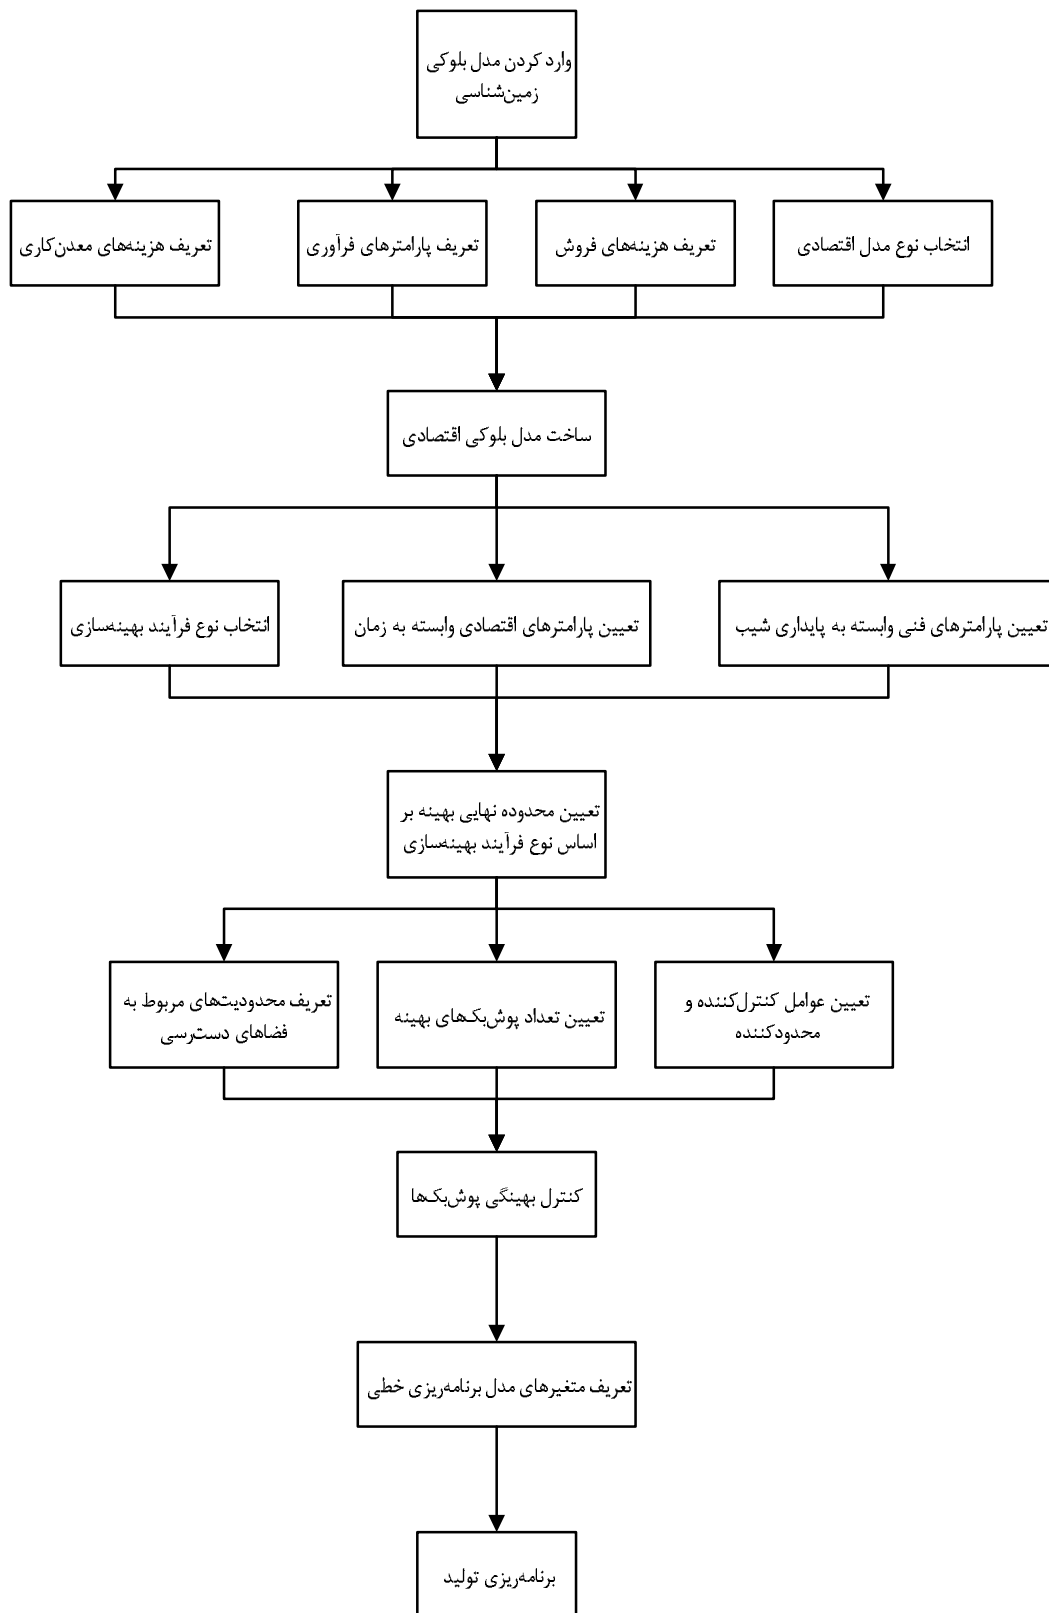 وارد کردن مدل بلوکی
زمین‌شناسی
انتخاب نوع مدل اقتصادی
تعریف هزینه‌های فروش
تعریف پارامترهای فرآوری
تعریف هزینه‌های معدن‌کاری
ساخت مدل بلوکی اقتصادی
تعیین پارامترهای فنی وابسته به پایداری شیب
تعیین پارامترهای اقتصادی وابسته به زمان
انتخاب نوع فرآیند بهینه‌سازی
تعیین محدوده نهایی بهینه بر
اساس نوع فرآیند بهینه‌سازی
تعیین عوامل کنترل‌کننده و
محدودکننده
تعیین تعداد پوش‌بک‌های بهینه
تعریف محدودیت‌های مربوط به
فضاهای دست‌رسی
کنترل بهینگی پوش‌بک‌ها
تعریف متغیرهای مدل برنامه‌ریزی خطی
برنامه‌ریزی تولید